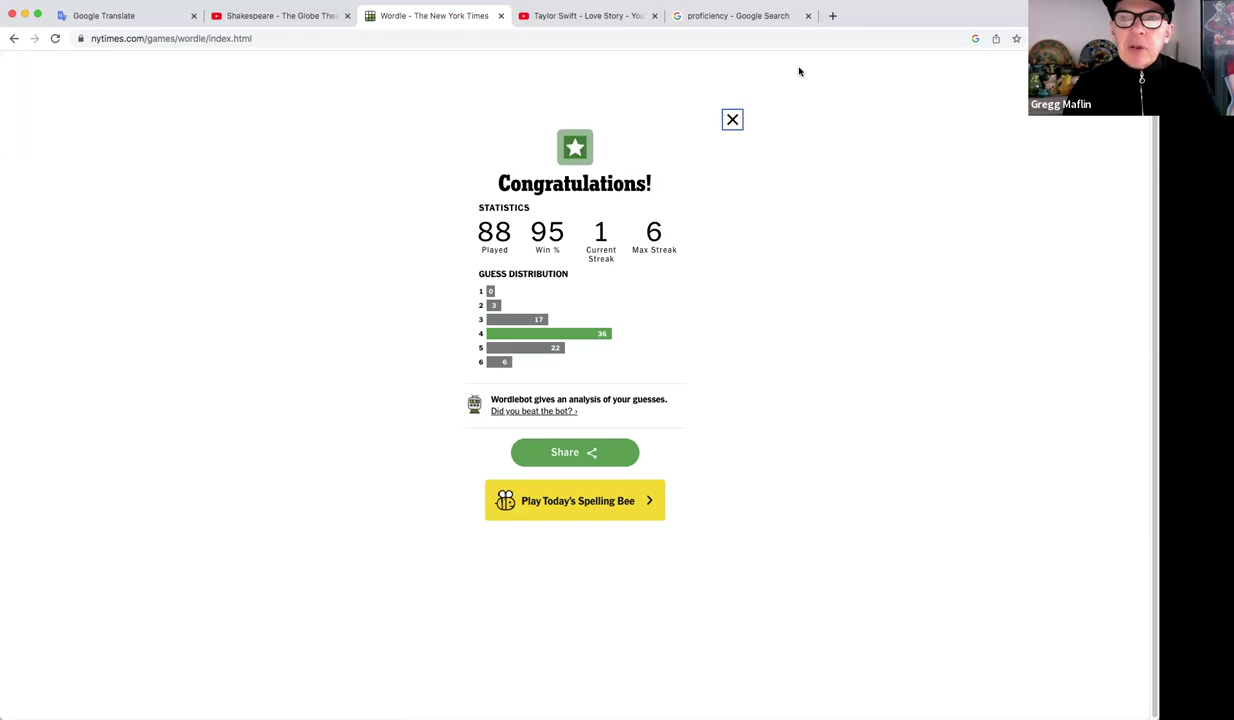 Google Translate
Shakespeare - The Globe Thea
Wordle - The New York Times
Taylor Swift - Love Story - You
proficiency - Google Search
nytimes.com/games/wordle/index.html
Gregg Maflin
Congratulations!
STATISTICS
88 95 1 6
Played Win % Current Streak Max Streak
GUESS DISTRIBUTION
1 0
2 3
3 17
4 36
5 22
6 6
Wordlebot gives an analysis of your guesses.
Did you beat the bot? ›
Share
Play Today's Spelling Bee